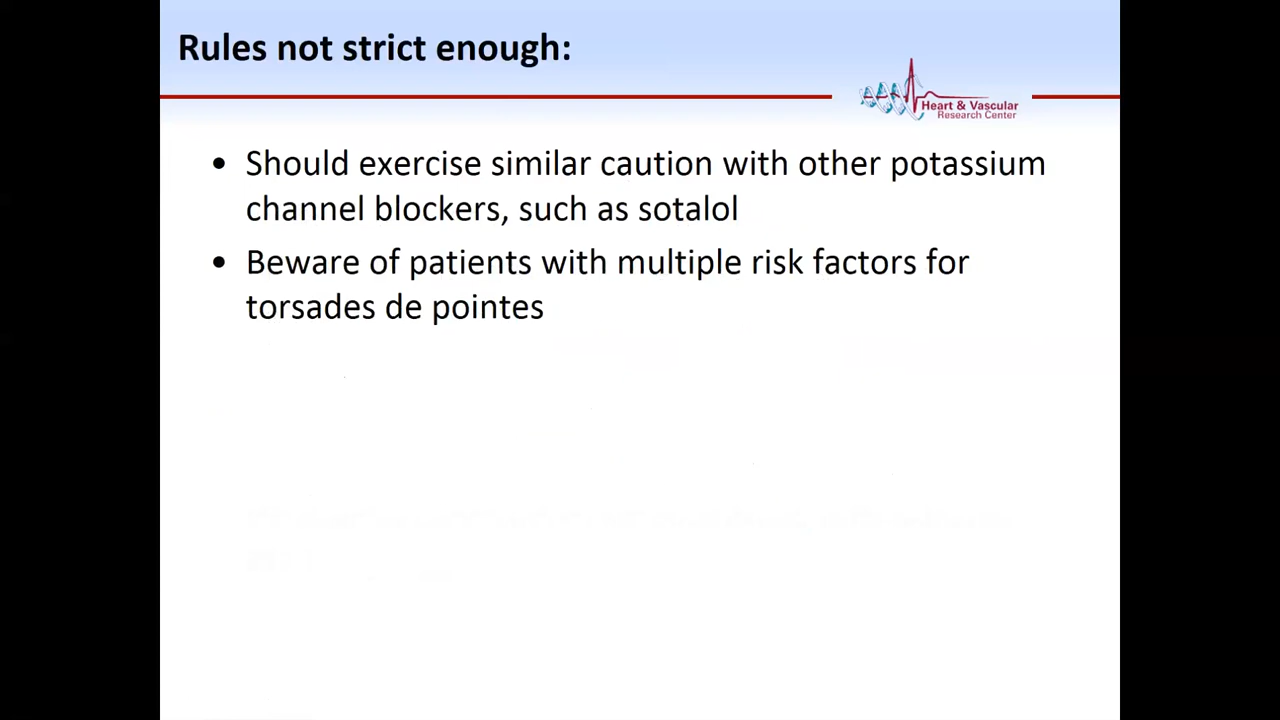 Rules not strict enough:
Heart & Vascular
Research Center
• Should exercise similar caution with other potassium
channel blockers, such as sotalol
• Beware of patients with multiple risk factors for
torsades de pointes